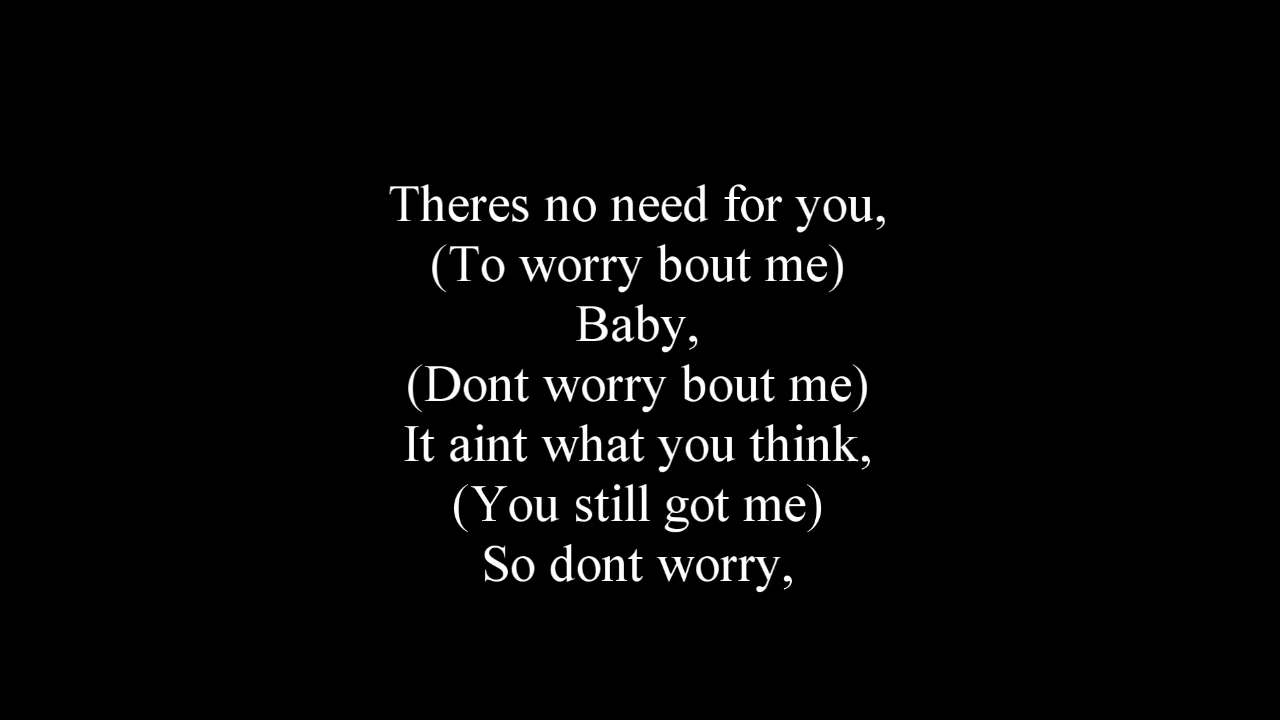 Theres no need for you,
(To worry bout me)
Baby,
(Dont worry bout me)
It aint what you think,
(You still got me)
So dont worry,